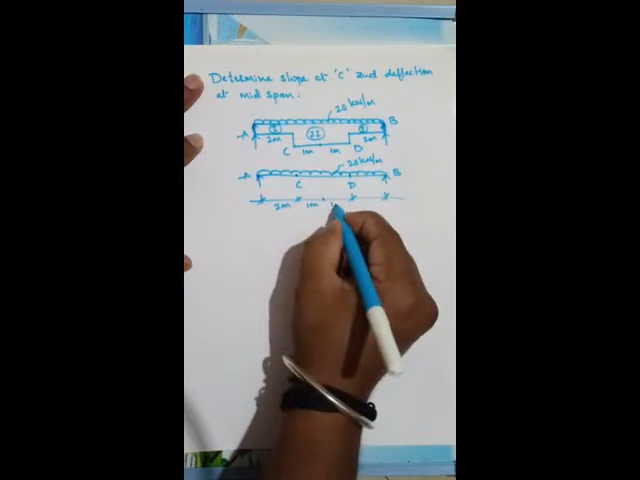 Determine slope at 'C' and deflection
at mid span.
20 kN/m
A
I
2I
I
B
2m
1m
1m
2m
C
D
20 kN/m
A
B
C
D
2m
1m